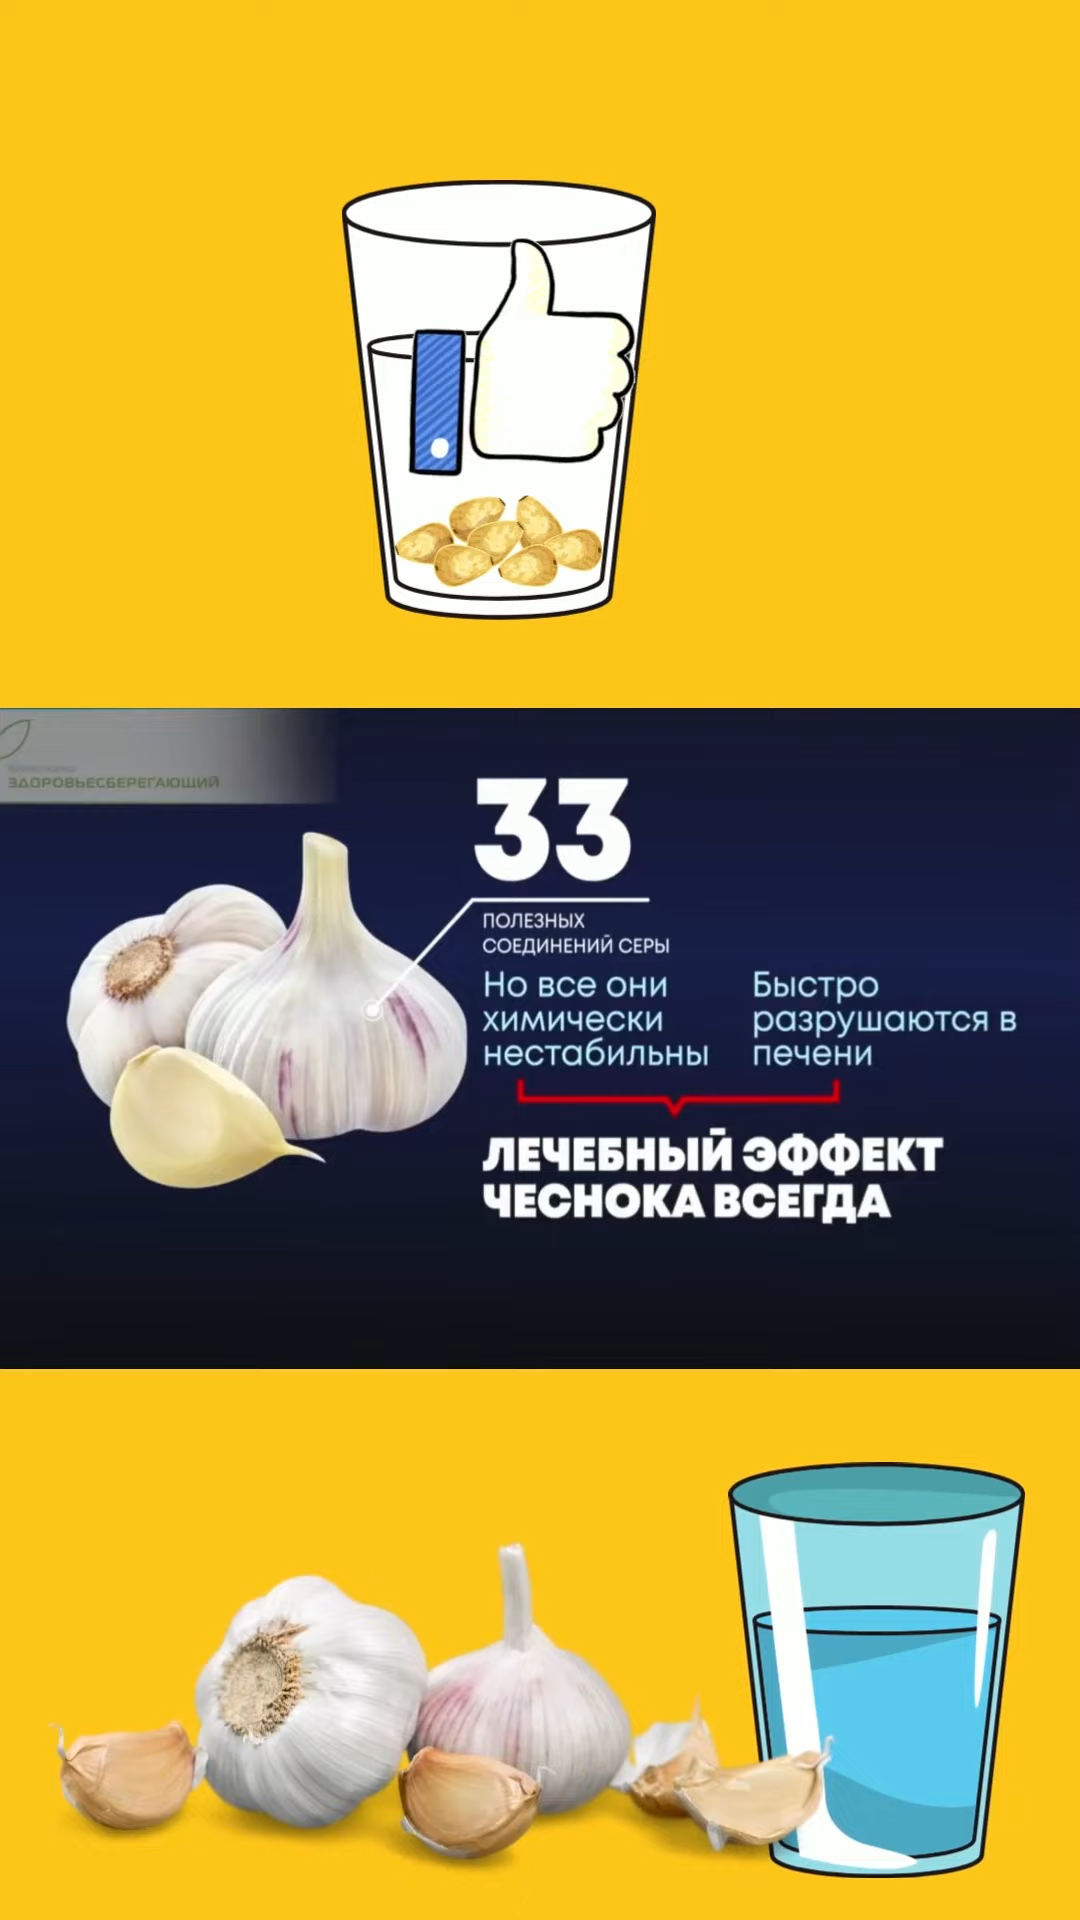 ЗДОРОВЬЕСБЕРЕГАЮЩИЙ
33
ПОЛЕЗНЫХ
СОЕДИНЕНИЙ СЕРЫ
Но все они
химически
нестабильны
Быстро
разрушаются в
печени
ЛЕЧЕБНЫЙ ЭФФЕКТ
ЧЕСНОКА ВСЕГДА